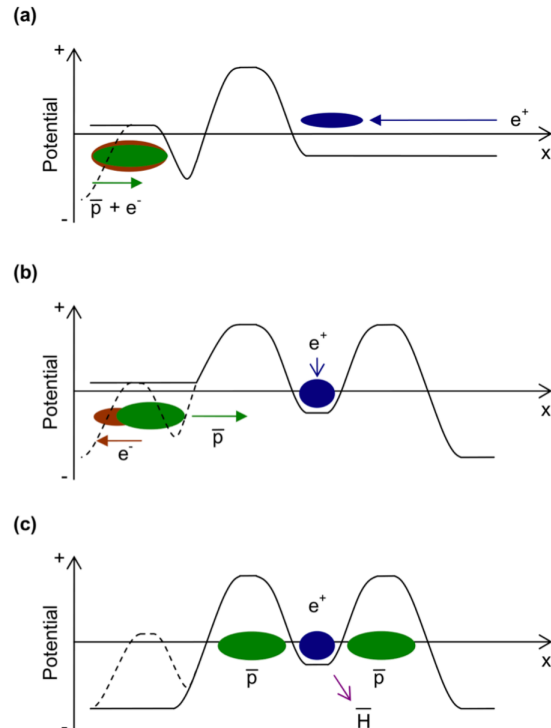 (a)
+
Potential
-
e⁺
x
p̅ + e⁻
(b)
+
Potential
-
e⁺
x
p̅
e⁻
(c)
+
Potential
-
e⁺
x
p̅ p̅
H̅